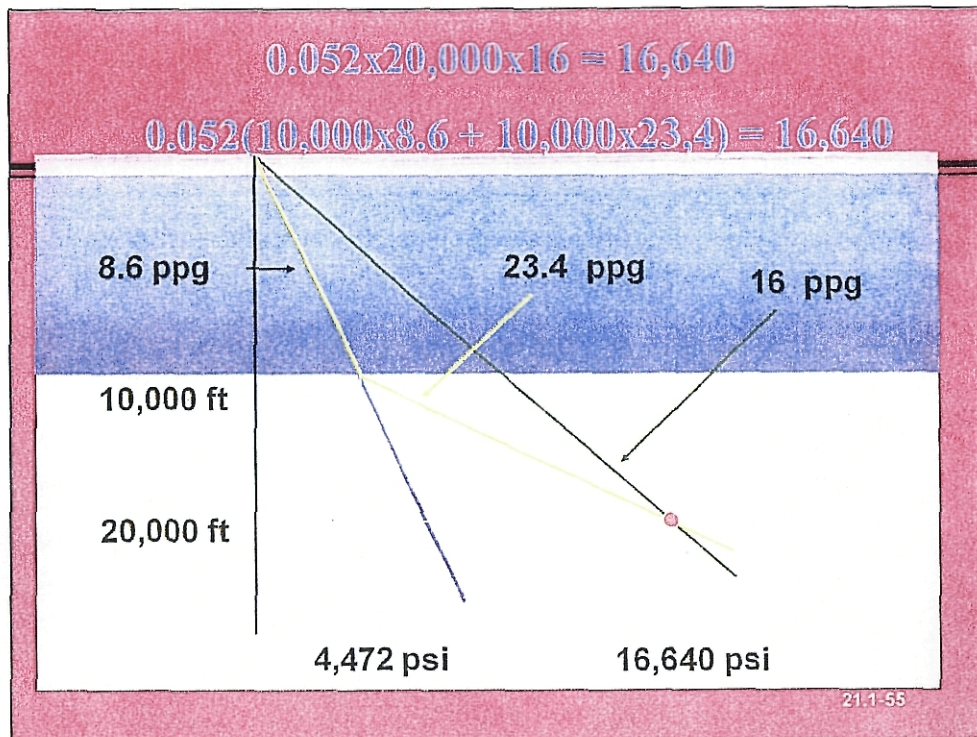 0.052x20,000x16 = 16,640
0.052(10,000x8.6 + 10,000x23,4) = 16,640
8.6 ppg
23.4 ppg
16 ppg
10,000 ft
20,000 ft
4,472 psi
16,640 psi
21.1-55